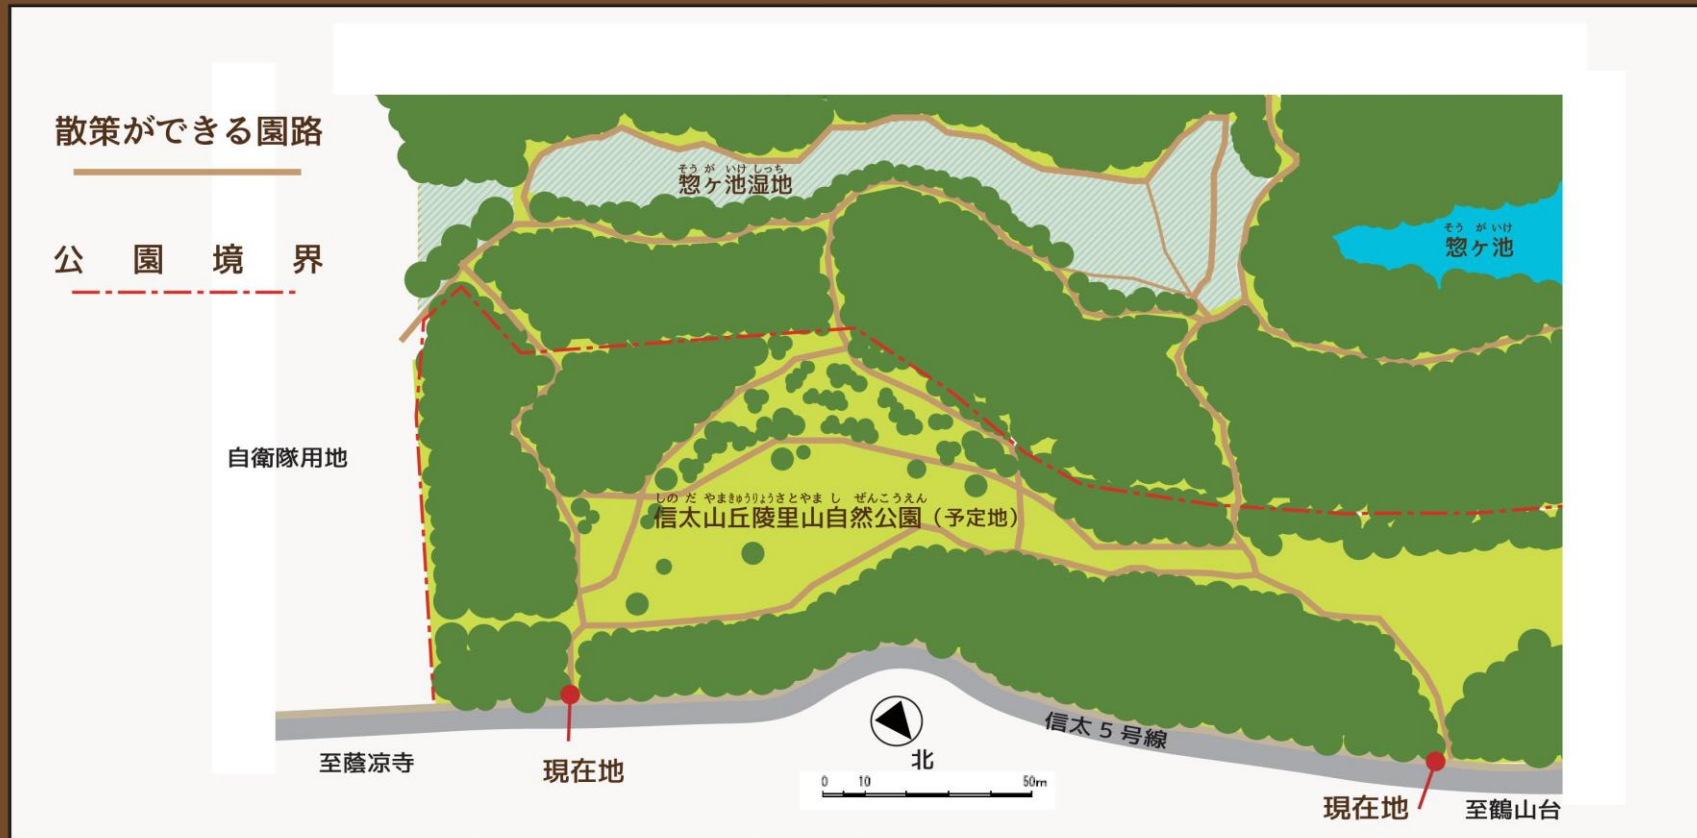 散策ができる園路
公園境界
そうがいけしっち
惣ヶ池湿地
そうがいけ
惣ヶ池
自衛隊用地
しのだやまきゅうりょうさとやましぜんこうえん
信太山丘陵里山自然公園（予定地）
至蔭凉寺
現在地
北
0 10 50m
信太5号線
現在地
至鶴山台